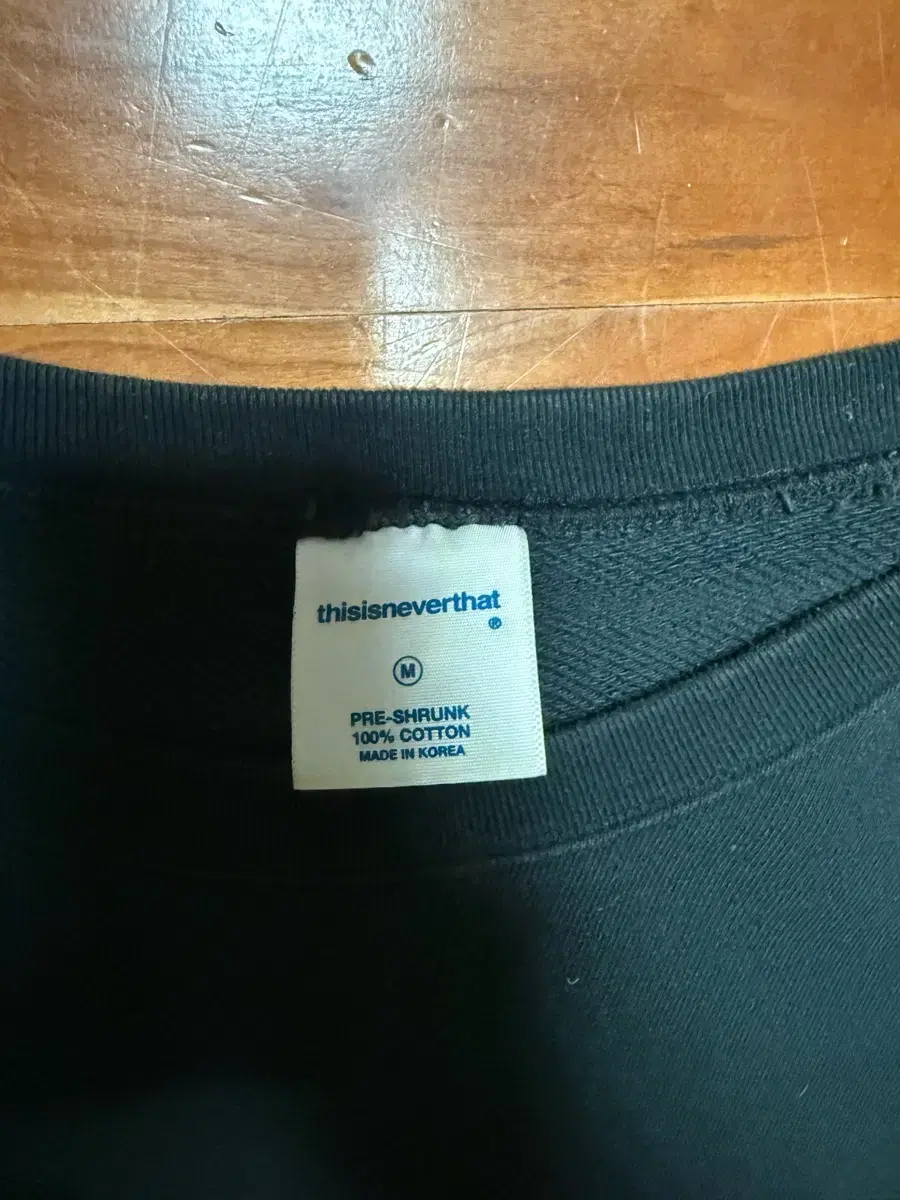 thisisneverthat
®
M
PRE-SHRUNK
100% COTTON
MADE IN KOREA